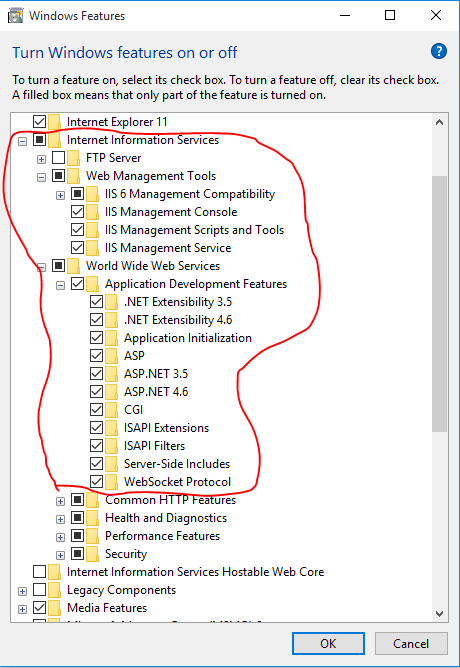 Windows Features
Turn Windows features on or off
To turn a feature on, select its check box. To turn a feature off, clear its check box.
A filled box means that only part of the feature is turned on.
Internet Explorer 11
Internet Information Services
FTP Server
Web Management Tools
IIS 6 Management Compatibility
IIS Management Console
IIS Management Scripts and Tools
IIS Management Service
World Wide Web Services
Application Development Features
.NET Extensibility 3.5
.NET Extensibility 4.6
Application Initialization
ASP
ASP.NET 3.5
ASP.NET 4.6
CGI
ISAPI Extensions
ISAPI Filters
Server-Side Includes
WebSocket Protocol
Common HTTP Features
Health and Diagnostics
Performance Features
Security
Internet Information Services Hostable Web Core
Legacy Components
Media Features
OK
Cancel